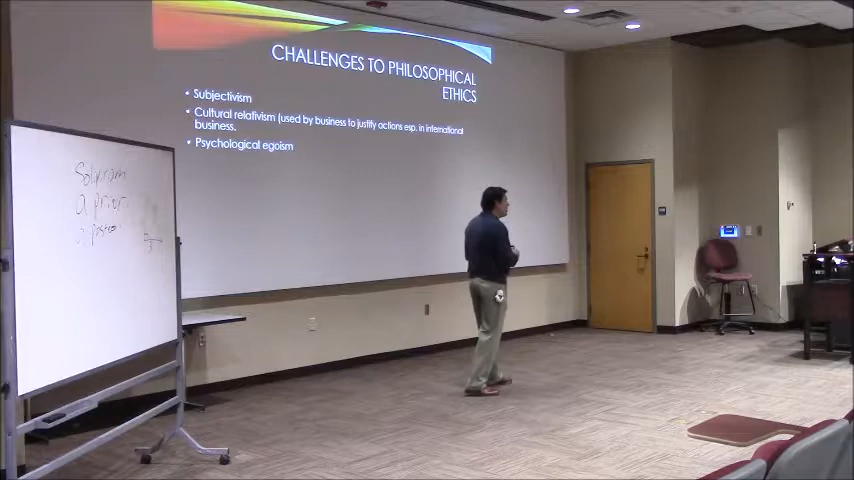 CHALLENGES TO PHILOSOPHICAL
ETHICS
• Subjectivism
• Cultural relativism (used by business to justify actions esp. in international
business.
• Psychological egoism
Solipsism
a priori